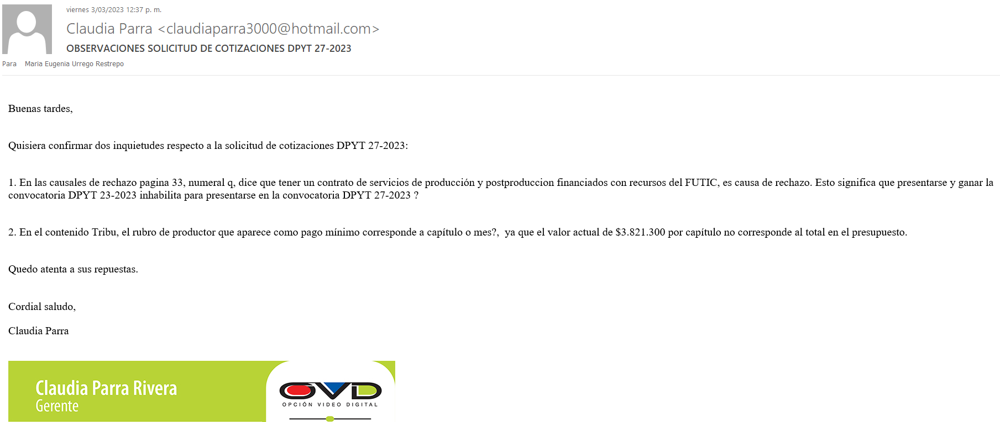 viernes 3/03/2023 12:37 p. m.
Claudia Parra <claudiaparra3000@hotmail.com>
OBSERVACIONES SOLICITUD DE COTIZACIONES DPYT 27-2023
Para Maria Eugenia Urrego Restrepo
Buenas tardes,
Quisiera confirmar dos inquietudes respecto a la solicitud de cotizaciones DPYT 27-2023:
1. En las causales de rechazo pagina 33, numeral q, dice que tener un contrato de servicios de producción y postproduccion financiados con recursos del FUTIC, es causa de rechazo. Esto significa que presentarse y ganar la
convocatoria DPYT 23-2023 inhabilita para presentarse en la convocatoria DPYT 27-2023 ?
2. En el contenido Tribu, el rubro de productor que aparece como pago mínimo corresponde a capítulo o mes?,  ya que el valor actual de $3.821.300 por capítulo no corresponde al total en el presupuesto.
Quedo atenta a sus repuestas.
Cordial saludo,
Claudia Parra
Claudia Parra Rivera
Gerente
OVD
OPCIÓN VIDEO DIGITAL